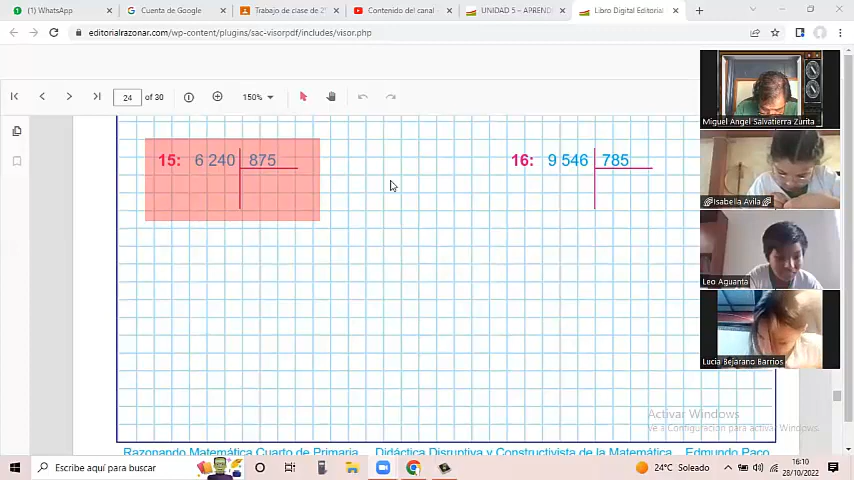 (1) WhatsApp
Cuenta de Google
Trabajo de clase de 2º
Contenido del canal
UNIDAD 5 – APREND
Libro Digital Editorial
editorialrazonar.com/wp-content/plugins/sac-visorpdf/includes/visor.php
24 of 30
150%
15: 6 240 875
16: 9 546 785
Miguel Angel Salvatierra Zurita
Isabella Avila
Leo Aguanta
Lucia Bejarano Barrios
Activar Windows
Ve a Configuración para activar Windows.
Razonando Matemática Cuarto de Primaria Didáctica Disruptiva y Constructivista de la Matemática Edmundo Paco
Escribe aquí para buscar
24°C Soleado
16:10
28/10/2022